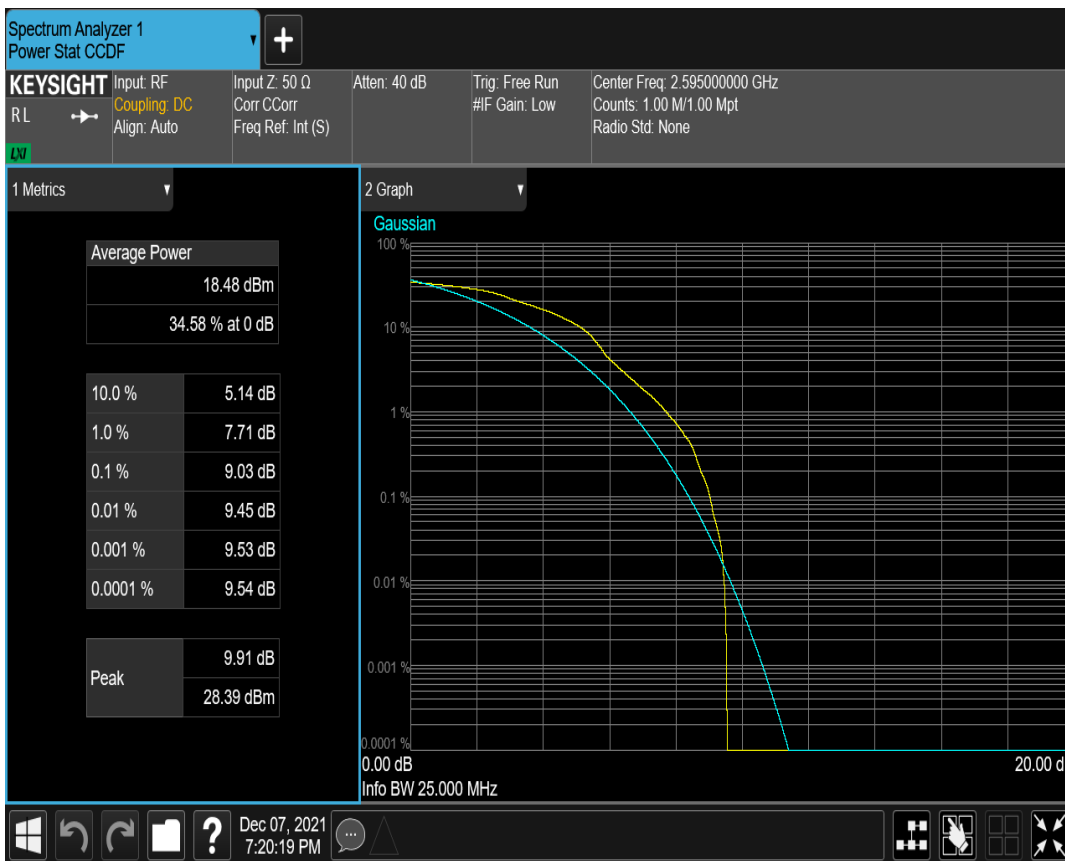 Spectrum Analyzer 1
Power Stat CCDF
KEYSIGHT
R L
LXI
Input: RF
Coupling: DC
Align: Auto
Input Z: 50 Ω
Corr CCorr
Freq Ref: Int (S)
Atten: 40 dB
Trig: Free Run
#IF Gain: Low
Center Freq: 2.595000000 GHz
Counts: 1.00 M/1.00 Mpt
Radio Std: None
1 Metrics
Average Power
18.48 dBm
34.58 % at 0 dB
10.0 % 5.14 dB
1.0 % 7.71 dB
0.1 % 9.03 dB
0.01 % 9.45 dB
0.001 % 9.53 dB
0.0001 % 9.54 dB
Peak
9.91 dB
28.39 dBm
2 Graph
Gaussian
100 %
10 %
1 %
0.1 %
0.01 %
0.001 %
0.0001 %
0.00 dB
20.00 d
Info BW 25.000 MHz
?
Dec 07, 2021
7:20:19 PM